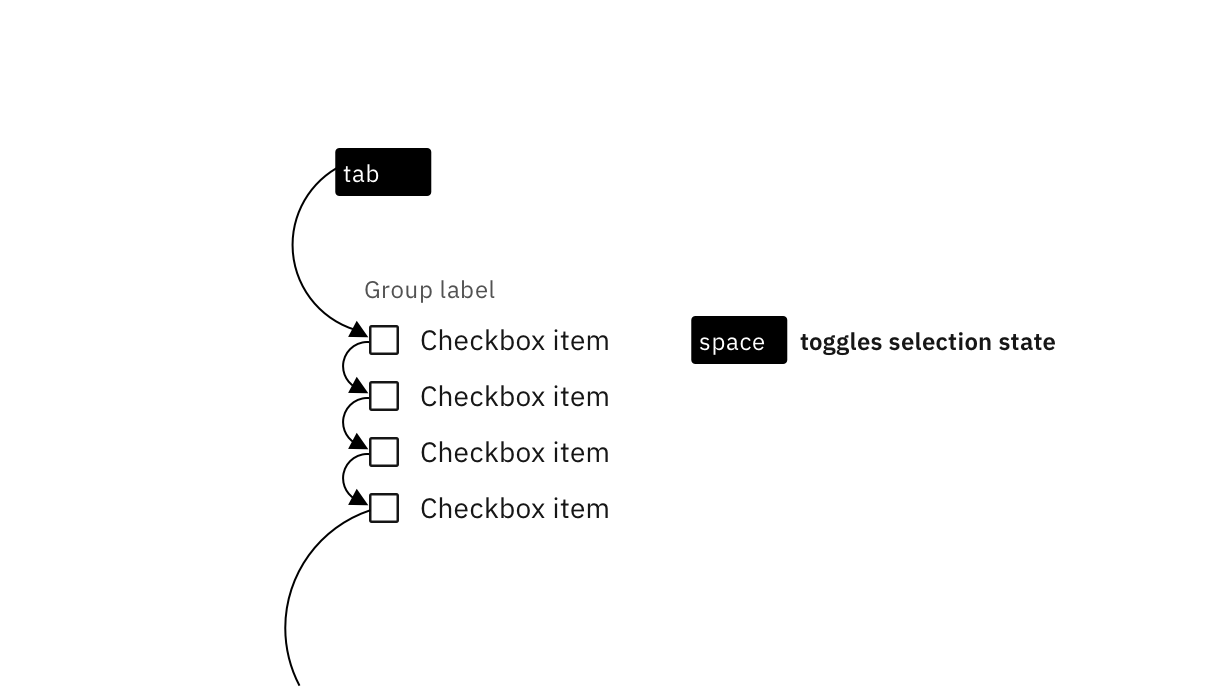 tab
Group label
Checkbox item
space toggles selection state
Checkbox item
Checkbox item
Checkbox item